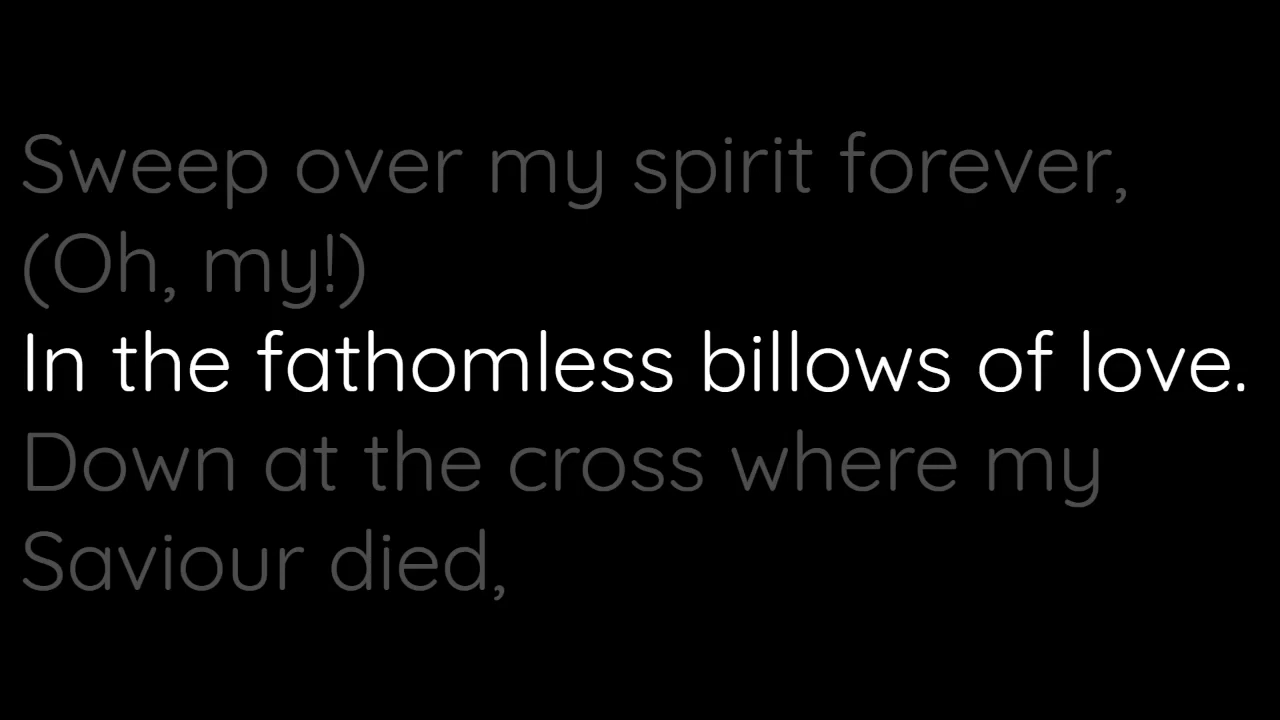 Sweep over my spirit forever,
(Oh, my!)
In the fathomless billows of love.
Down at the cross where my
Saviour died,